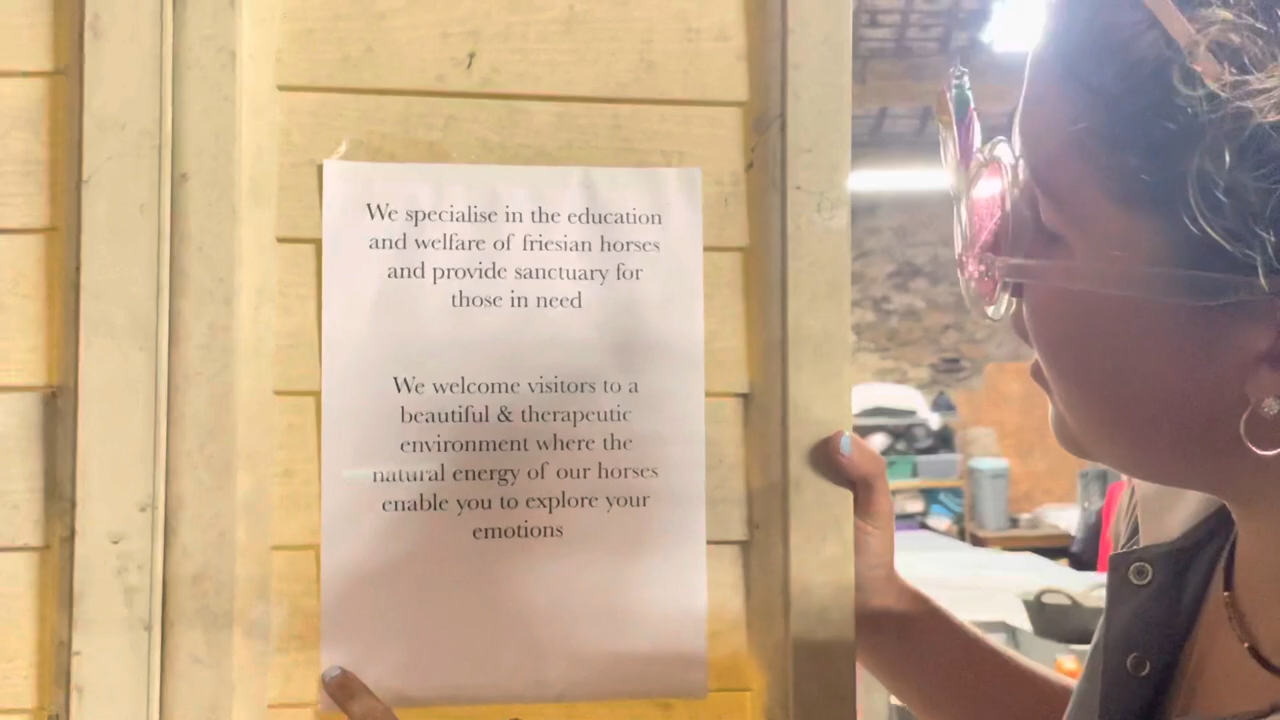 We specialise in the education
and welfare of friesian horses
and provide sanctuary for
those in need
We welcome visitors to a
beautiful & therapeutic
environment where the
natural energy of our horses
enable you to explore your
emotions